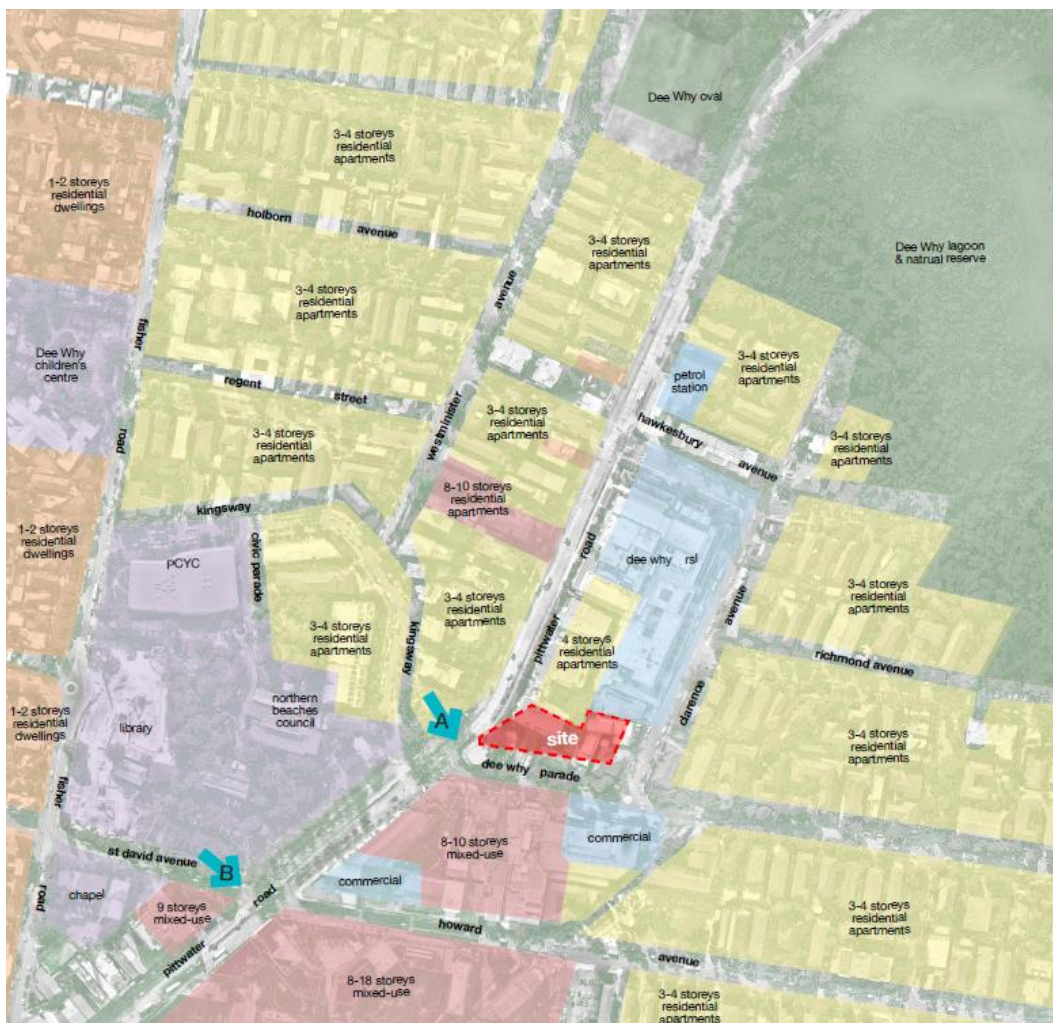 Dee Why oval
3-4 storeys
residential
apartments
1-2 storeys
residential
dwellings
holborn
avenue
3-4 storeys
residential
apartments
Dee Why lagoon
& natrual reserve
3-4 storeys
residential
apartments
avenue
fisher
road
Dee Why
children's
centre
regent
street
westminister
petrol
station
3-4 storeys
residential
apartments
hawkesbury
avenue
3-4 storeys
residential
apartments
3-4 storeys
residential
apartments
3-4 storeys
residential
apartments
8-10 storeys
residential
apartments
kingsway
1-2 storeys
residential
dwellings
PCYC
civic parade
road
pittwater
dee why rsl
3-4 storeys
residential
apartments
3-4 storeys
residential
apartments
3-4 storeys
residential
apartments
kingsway
4 storeys
residential
apartments
avenue
clarence
richmond avenue
1-2 storeys
residential
dwellings
library
northern
beaches
council
A
site
3-4 storeys
residential
apartments
dee why parade
fisher
road
st david avenue
B
chapel
9 storeys
mixed-use
road
pittwater
commercial
8-10 storeys
mixed-use
commercial
howard
avenue
3-4 storeys
residential
apartments
8-18 storeys
mixed-use
3-4 storeys
residential
apartments